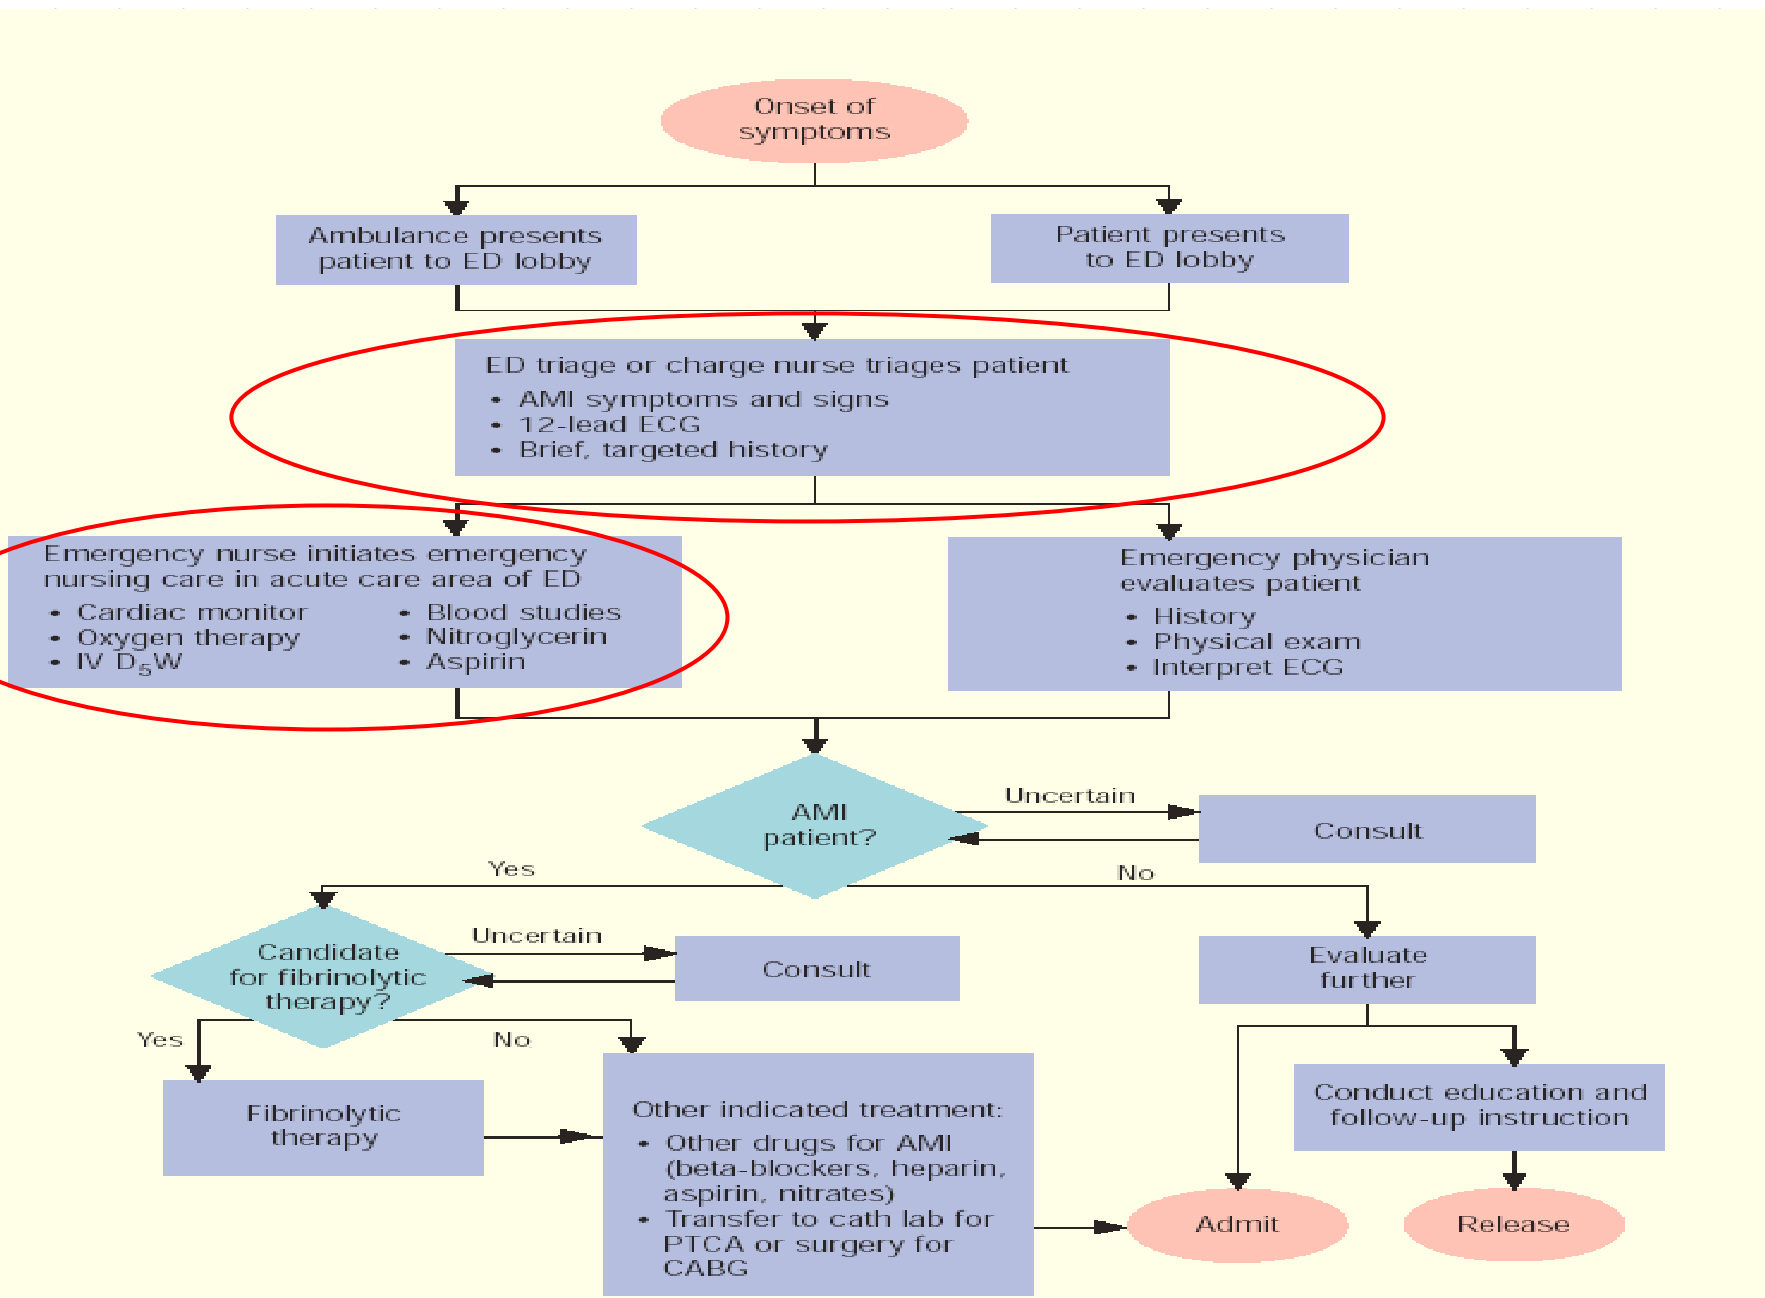 Onset of
symptoms
Ambulance presents
patient to ED lobby
Patient presents
to ED lobby
ED triage or charge nurse triages patient
• AMI symptoms and signs
• 12-lead ECG
• Brief, targeted history
Emergency nurse initiates emergency
nursing care in acute care area of ED
• Cardiac monitor
• Oxygen therapy
• IV D5W
• Blood studies
• Nitroglycerin
• Aspirin
Emergency physician
evaluates patient
• History
• Physical exam
• Interpret ECG
AMI
patient?
Uncertain
Consult
Yes
No
Candidate
for fibrinolytic
therapy?
Uncertain
Consult
Evaluate
further
Yes
No
Fibrinolytic
therapy
Other indicated treatment:
• Other drugs for AMI
(beta-blockers, heparin,
aspirin, nitrates)
• Transfer to cath lab for
PTCA or surgery for
CABG
Conduct education and
follow-up instruction
Admit
Release